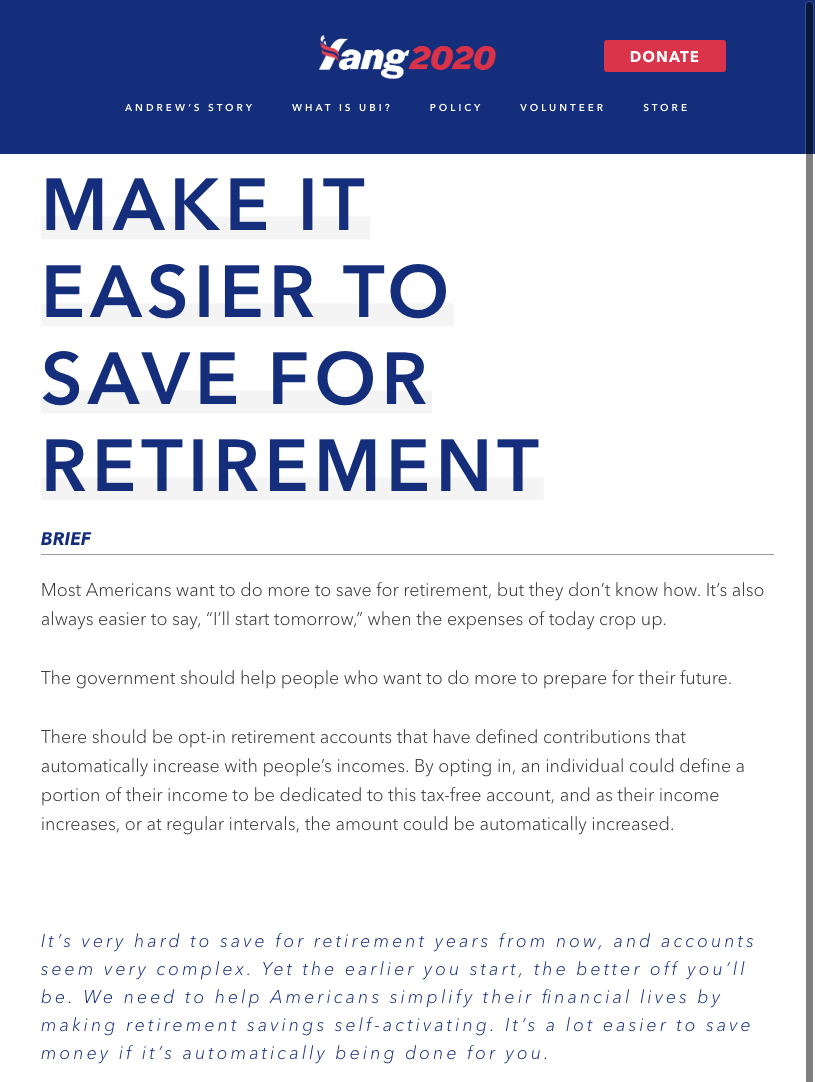 Yang2020
DONATE
ANDREW’S STORY WHAT IS UBI? POLICY VOLUNTEER STORE
MAKE IT
EASIER TO
SAVE FOR
RETIREMENT
BRIEF
Most Americans want to do more to save for retirement, but they don’t know how. It’s also
always easier to say, “I’ll start tomorrow,” when the expenses of today crop up.
The government should help people who want to do more to prepare for their future.
There should be opt-in retirement accounts that have defined contributions that
automatically increase with people’s incomes. By opting in, an individual could define a
portion of their income to be dedicated to this tax-free account, and as their income
increases, or at regular intervals, the amount could be automatically increased.
It’s very hard to save for retirement years from now, and accounts
seem very complex. Yet the earlier you start, the better off you’ll
be. We need to help Americans simplify their financial lives by
making retirement savings self-activating. It’s a lot easier to save
money if it’s automatically being done for you.